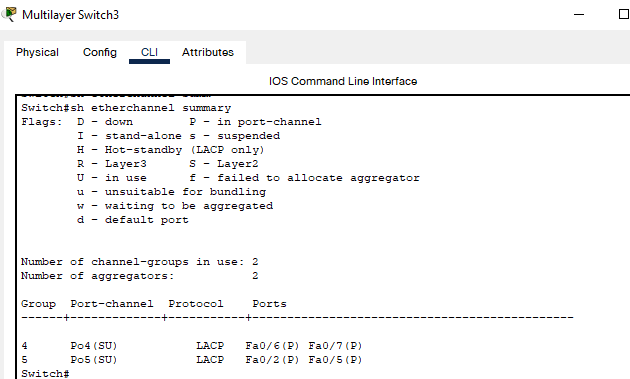 Multilayer Switch3
Physical Config CLI Attributes
IOS Command Line Interface
Switch#sh etherchannel summary
Flags:  D - down        P - in port-channel
        I - stand-alone s - suspended
        H - Hot-standby (LACP only)
        R - Layer3      S - Layer2
        U - in use      f - failed to allocate aggregator
        u - unsuitable for bundling
        w - waiting to be aggregated
        d - default port
Number of channel-groups in use: 2
Number of aggregators:           2
Group  Port-channel  Protocol    Ports
------+-------------+-----------+----------------------------------------------
4      Po4(SU)           LACP   Fa0/6(P) Fa0/7(P)
5      Po5(SU)           LACP   Fa0/2(P) Fa0/5(P)
Switch#